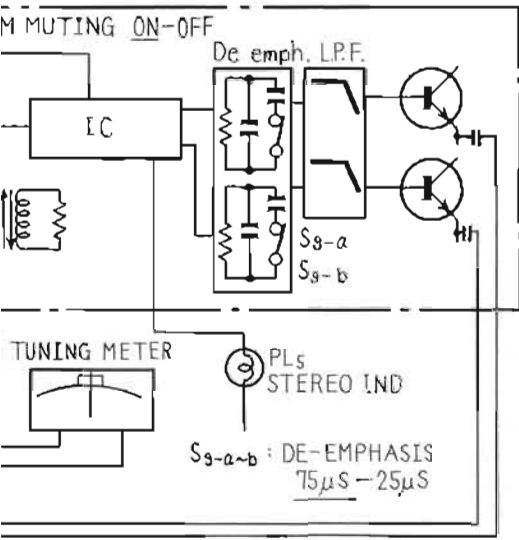 M MUTING ON-OFF
De emph. L.P.F.
IC
S9-a
S9-b
TUNING METER
PL5
STEREO IND
S9-a~b : DE-EMPHASIS
75μS - 25μS